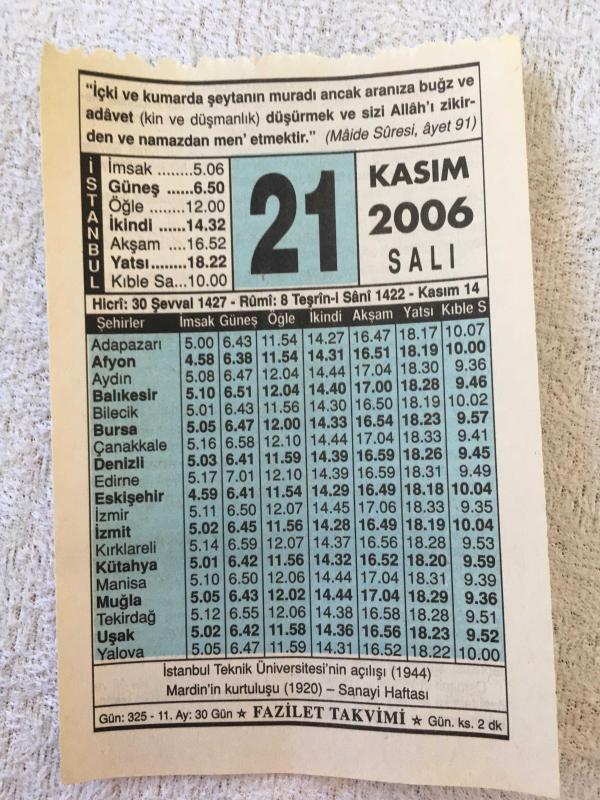 “İçki ve kumarda şeytanın muradı ancak aranıza buğz ve
adâvet (kin ve düşmanlık) düşürmek ve sizi Allâh’ı zikir-
den ve namazdan men’ etmektir.” (Mâide Sûresi, âyet 91)
İSTANBUL
İmsak ........5.06
Güneş ......6.50
Öğle ........12.00
İkindi ......14.32
Akşam ....16.52
Yatsı........18.22
Kıble Sa...10.00
21
KASIM
2006
SALI
Hicrî: 30 Şevval 1427 - Rûmî: 8 Teşrîn-i Sânî 1422 - Kasım 14
Şehirler İmsak Güneş Öğle İkindi Akşam Yatsı Kıble S
Adapazarı 5.00 6.43 11.54 14.27 16.47 18.17 10.07
Afyon 4.58 6.38 11.54 14.31 16.51 18.19 10.00
Aydın 5.08 6.47 12.04 14.44 17.04 18.30 9.36
Balıkesir 5.10 6.51 12.04 14.40 17.00 18.28 9.46
Bilecik 5.01 6.43 11.56 14.30 16.50 18.19 10.02
Bursa 5.05 6.47 12.00 14.33 16.54 18.23 9.57
Çanakkale 5.16 6.58 12.10 14.44 17.04 18.33 9.41
Denizli 5.03 6.41 11.59 14.39 16.59 18.26 9.45
Edirne 5.17 7.01 12.10 14.39 16.59 18.31 9.49
Eskişehir 4.59 6.41 11.54 14.29 16.49 18.18 10.04
İzmir 5.11 6.50 12.07 14.45 17.06 18.33 9.35
İzmit 5.02 6.45 11.56 14.28 16.49 18.19 10.04
Kırklareli 5.14 6.59 12.07 14.37 16.56 18.28 9.53
Kütahya 5.01 6.42 11.56 14.32 16.52 18.20 9.59
Manisa 5.10 6.50 12.06 14.44 17.04 18.31 9.39
Muğla 5.05 6.43 12.02 14.44 17.04 18.29 9.36
Tekirdağ 5.12 6.55 12.06 14.38 16.58 18.28 9.51
Uşak 5.02 6.42 11.58 14.36 16.56 18.23 9.52
Yalova 5.05 6.47 11.59 14.31 16.52 18.22 10.00
İstanbul Teknik Üniversitesi’nin açılışı (1944)
Mardin’in kurtuluşu (1920) – Sanayi Haftası
Gün: 325 - 11. Ay: 30 Gün ★ FAZİLET TAKVİMİ ★ Gün. ks. 2 dk